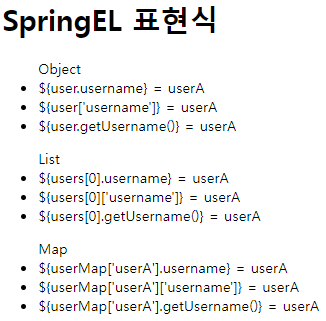 SpringEL 표현식
Object
${user.username} = userA
${user['username']} = userA
${user.getUsername()} = userA
List
${users[0].username} = userA
${users[0]['username']} = userA
${users[0].getUsername()} = userA
Map
${userMap['userA'].username} = userA
${userMap['userA']['username']} = userA
${userMap['userA'].getUsername()} = userA